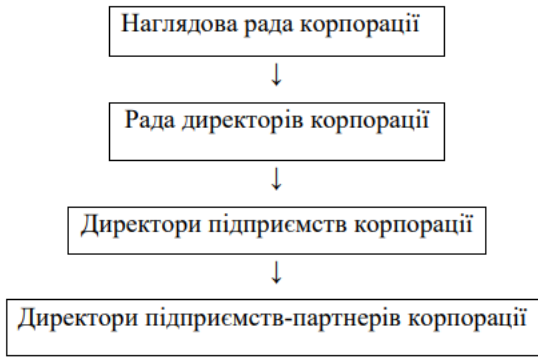 Наглядова рада корпорації
↓
Рада директорів корпорації
↓
Директори підприємств корпорації
↓
Директори підприємств-партнерів корпорації